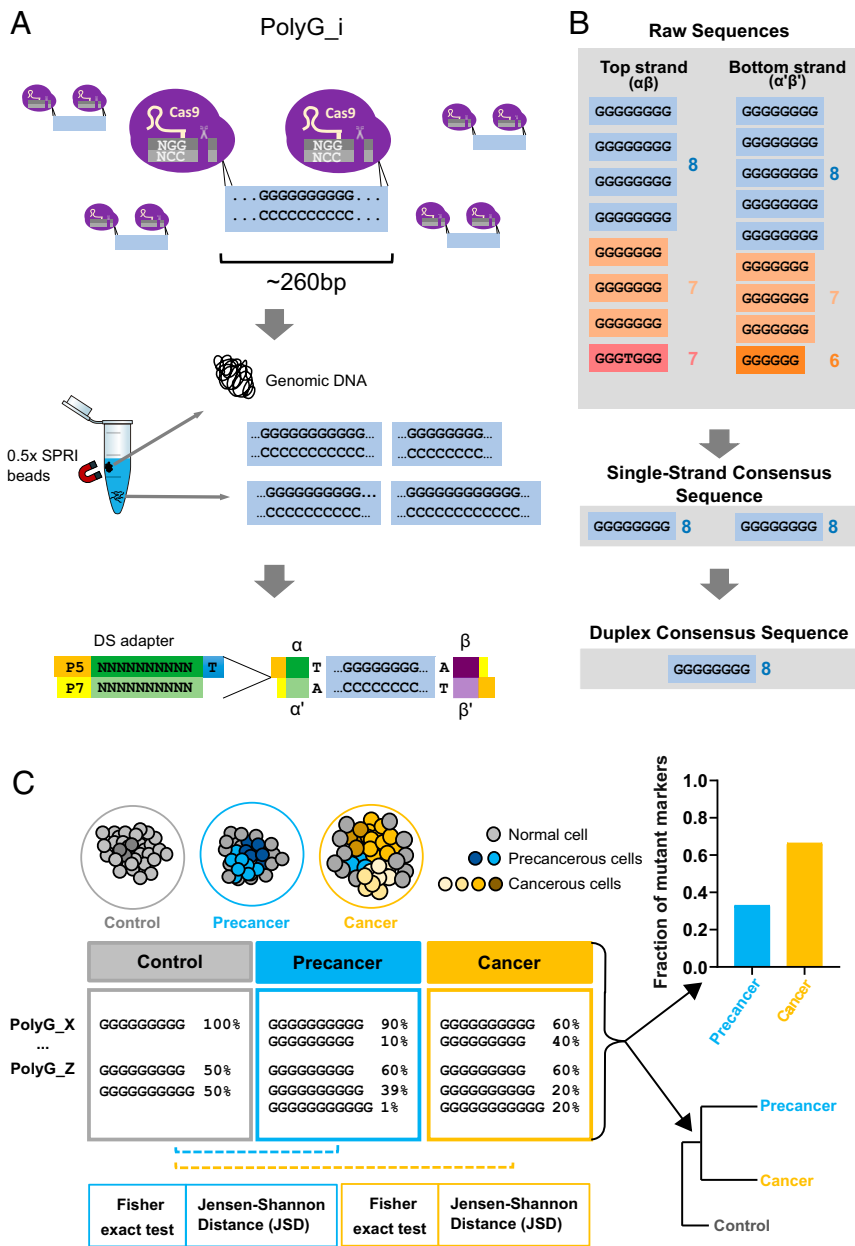 A
PolyG_i
Cas9
NGG
NCC
Cas9
NGG
NCC
...GGGGGGGGGG...
...CCCCCCCCCC...
~260bp
Genomic DNA
0.5x SPRI
beads
...GGGGGGGGGGG...
...CCCCCCCCCCC...
...GGGGGGGG...
...CCCCCCCC...
...GGGGGGGGGG...
...CCCCCCCCCC...
...GGGGGGGGGGGG...
...CCCCCCCCCCCC...
DS adapter
P5 NNNNNNNNNN T
P7 NNNNNNNNNN
α β
T ...GGGGGGGG... A
A ...CCCCCCCC... T
α' β'
B
Raw Sequences
Top strand
(αβ)
GGGGGGGG
GGGGGGGG
GGGGGGGG
GGGGGGGG
8
GGGGGGG
GGGGGGG
GGGGGGG
7
GGGTGGG 7
Bottom strand
(α'β')
GGGGGGGG
GGGGGGGG
GGGGGGGG
GGGGGGGG
GGGGGGGG
8
GGGGGGG
GGGGGGG
GGGGGGG
7
GGGGGG 6
Single-Strand Consensus
Sequence
GGGGGGGG 8 GGGGGGGG 8
Duplex Consensus Sequence
GGGGGGGG 8
C
Control
Precancer
Cancer
Normal cell
Precancerous cells
Cancerous cells
Control Precancer Cancer
PolyG_X
...
PolyG_Z
GGGGGGGGG 100%
GGGGGGGGG 50%
GGGGGGGGGG 50%
GGGGGGGGGG 90%
GGGGGGGGG 10%
GGGGGGGGG 60%
GGGGGGGGGG 39%
GGGGGGGGGGG 1%
GGGGGGGGGG 60%
GGGGGGGGG 40%
GGGGGGGGG 60%
GGGGGGGGGG 20%
GGGGGGGGGGG 20%
Fisher
exact test
Jensen-Shannon
Distance (JSD)
Fisher
exact test
Jensen-Shannon
Distance (JSD)
Fraction of mutant markers
1.0
0.8
0.6
0.4
0.2
0.0
Precancer
Cancer
Precancer
Cancer
Control